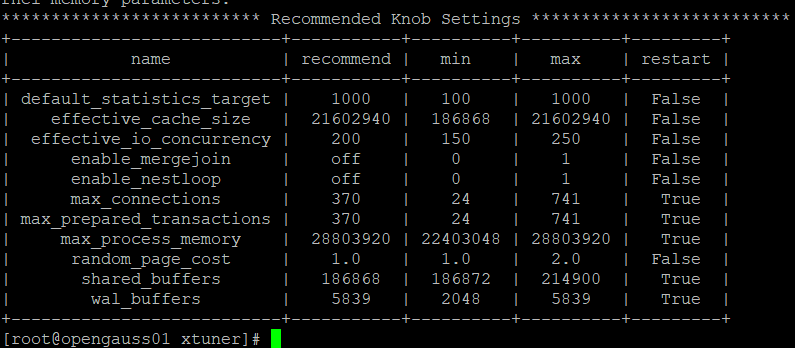 ************************** Recommended Knob Settings **************************
+---------------------------+-----------+----------+----------+---------+
| name | recommend | min | max | restart |
+---------------------------+-----------+----------+----------+---------+
| default_statistics_target | 1000 | 100 | 1000 | False |
| effective_cache_size | 21602940 | 186868 | 21602940 | False |
| effective_io_concurrency | 200 | 150 | 250 | False |
| enable_mergejoin | off | 0 | 1 | False |
| enable_nestloop | off | 0 | 1 | False |
| max_connections | 370 | 24 | 741 | True |
| max_prepared_transactions | 370 | 24 | 741 | True |
| max_process_memory | 28803920 | 22403048 | 28803920 | True |
| random_page_cost | 1.0 | 1.0 | 2.0 | False |
| shared_buffers | 186868 | 186872 | 214900 | True |
| wal_buffers | 5839 | 2048 | 5839 | True |
+---------------------------+-----------+----------+----------+---------+
[root@opengauss01 xtuner]#